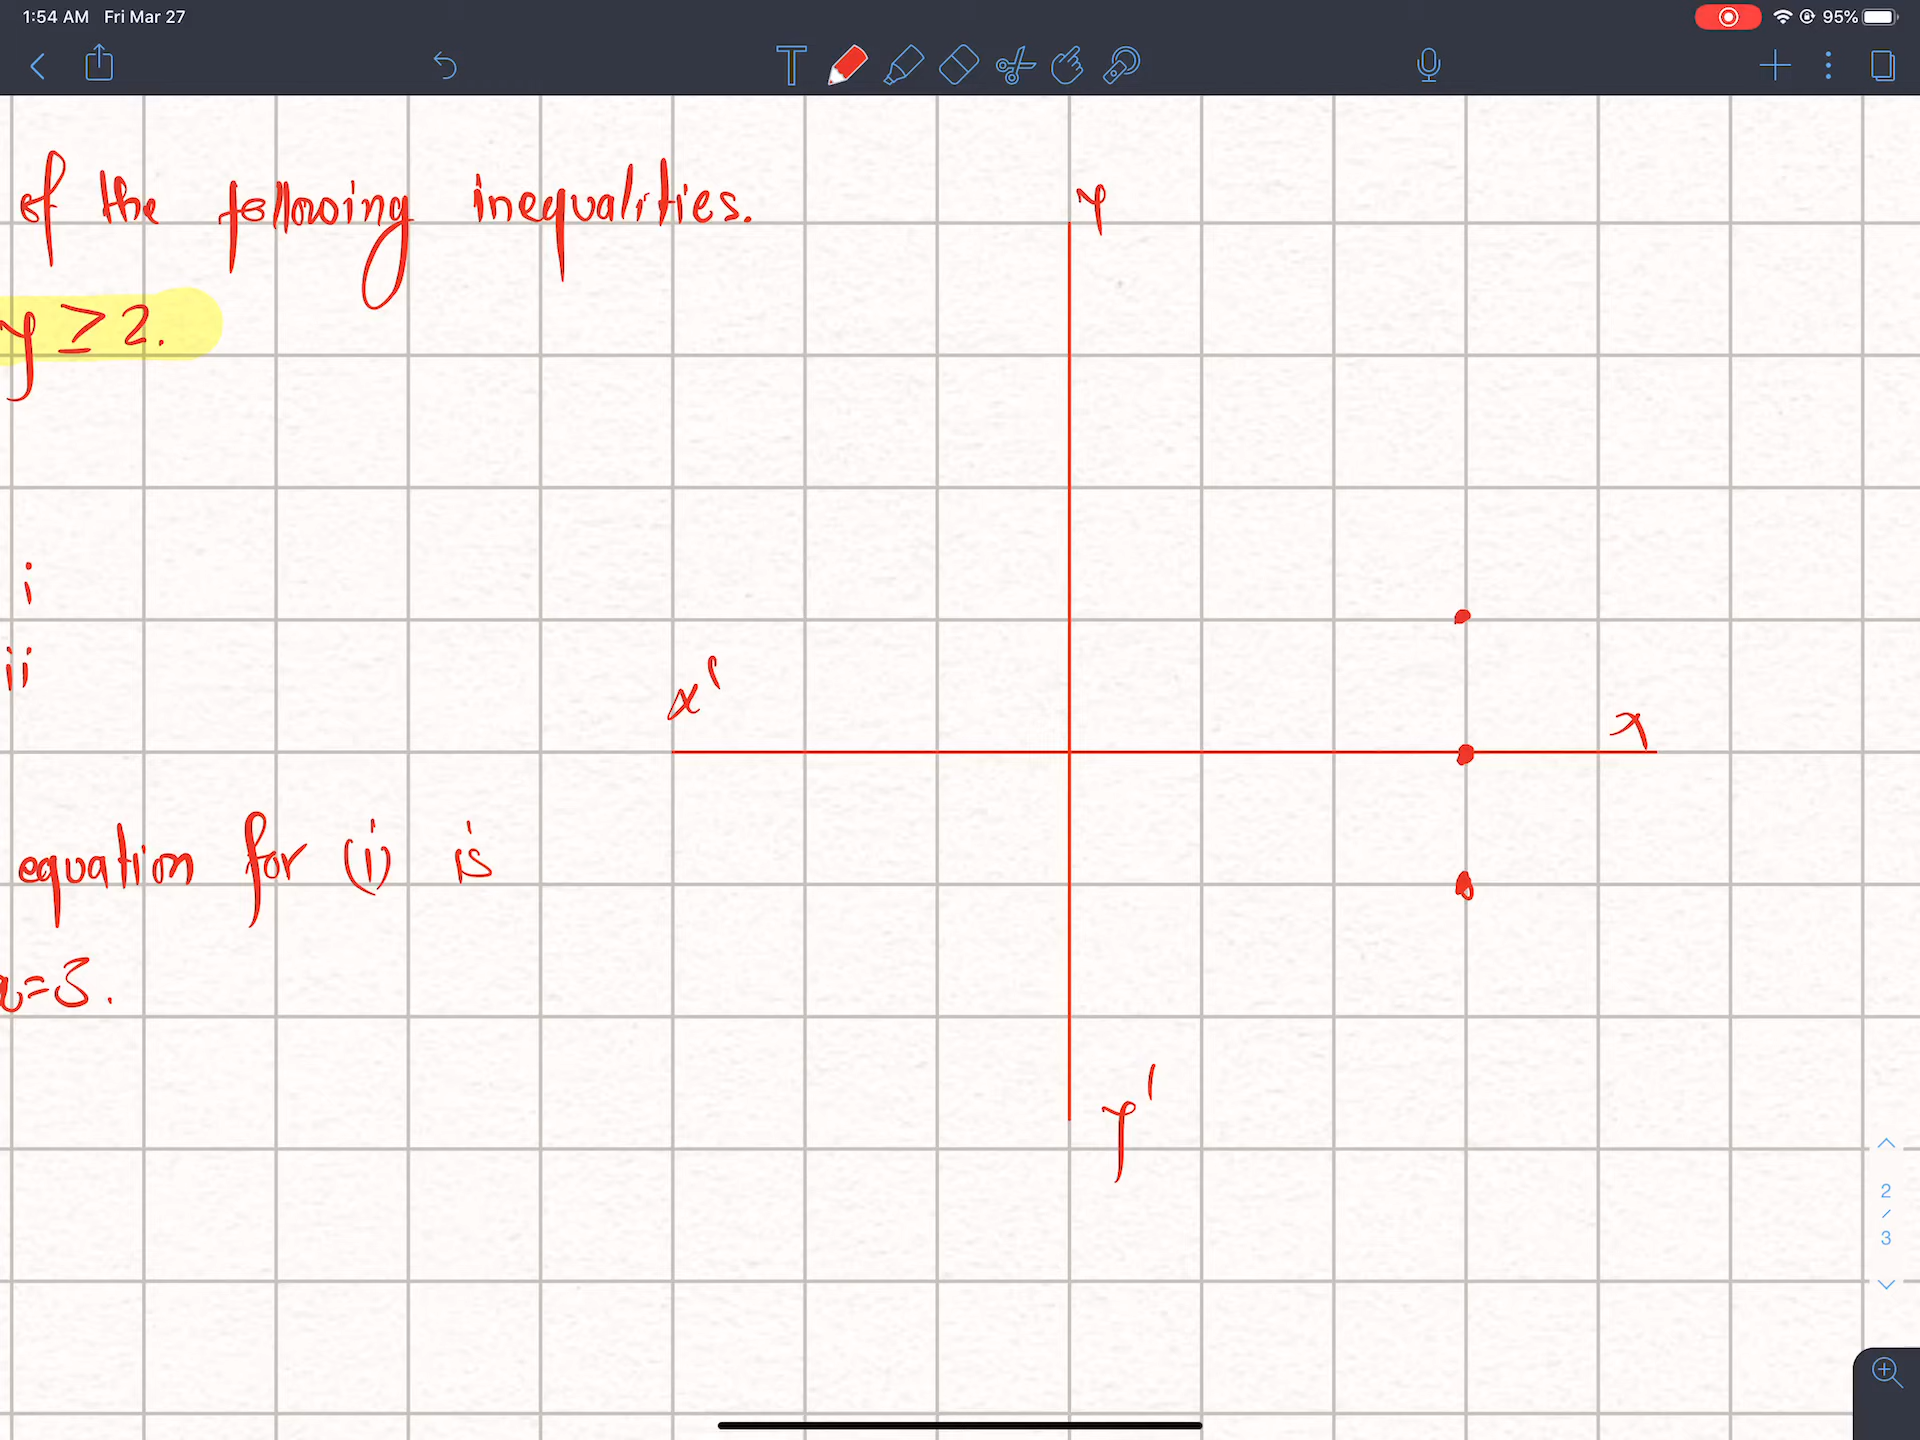 1:54 AM Fri Mar 27
95%
of the following inequalities.
y ≥ 2.
i
ii
equation for (i) is
x=3.
Y
X'
X
Y'
2
/
3